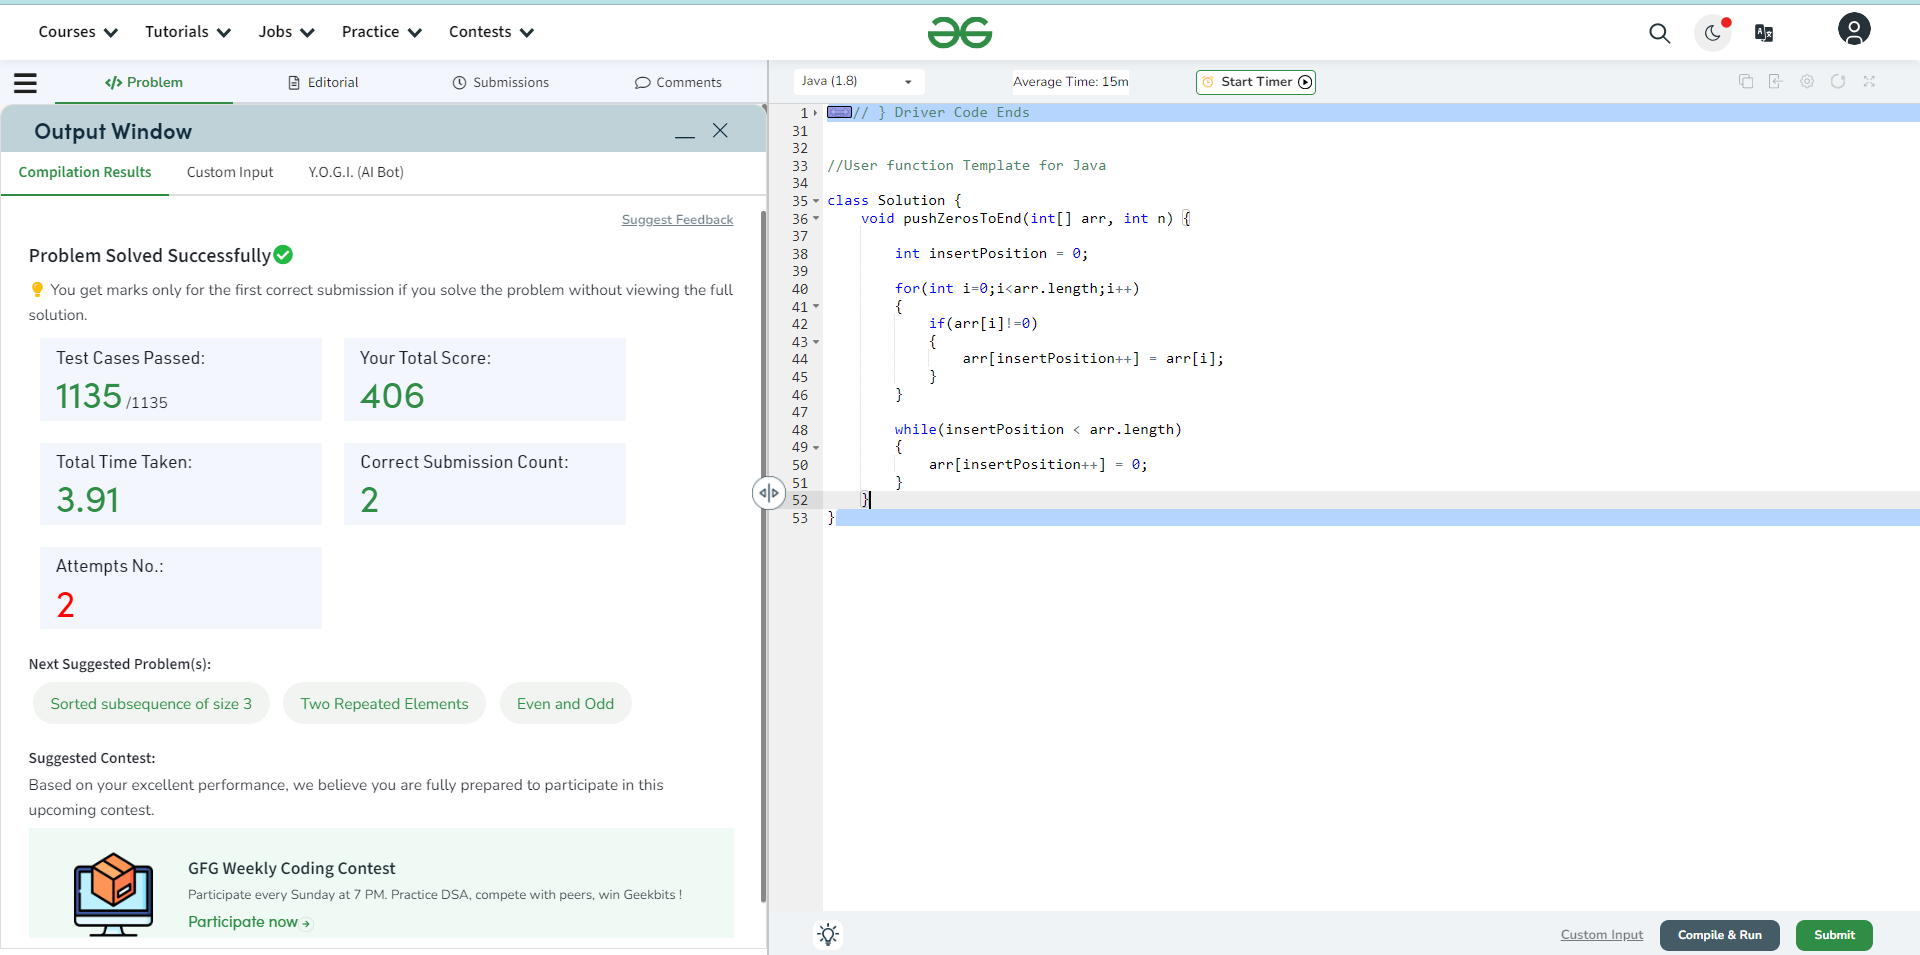 Courses Tutorials Jobs Practice Contests
Problem Editorial Submissions Comments
Output Window
Compilation Results Custom Input Y.O.G.I. (AI Bot)
Suggest Feedback
Problem Solved Successfully
You get marks only for the first correct submission if you solve the problem without viewing the full
solution.
Test Cases Passed:
1135 /1135
Your Total Score:
406
Total Time Taken:
3.91
Correct Submission Count:
2
Attempts No.:
2
Next Suggested Problem(s):
Sorted subsequence of size 3 Two Repeated Elements Even and Odd
Suggested Contest:
Based on your excellent performance, we believe you are fully prepared to participate in this
upcoming contest.
GFG Weekly Coding Contest
Participate every Sunday at 7 PM. Practice DSA, compete with peers, win Geekbits !
Participate now
Java (1.8) Average Time: 15m Start Timer
1 // } Driver Code Ends
31
32
33 //User function Template for Java
34
35 class Solution {
36 void pushZerosToEnd(int[] arr, int n) {
37
38 int insertPosition = 0;
39
40 for(int i=0;i<arr.length;i++)
41 {
42 if(arr[i]!=0)
43 {
44 arr[insertPosition++] = arr[i];
45 }
46 }
47
48 while(insertPosition < arr.length)
49 {
50 arr[insertPosition++] = 0;
51 }
52 }
53 }
Custom Input Compile & Run Submit